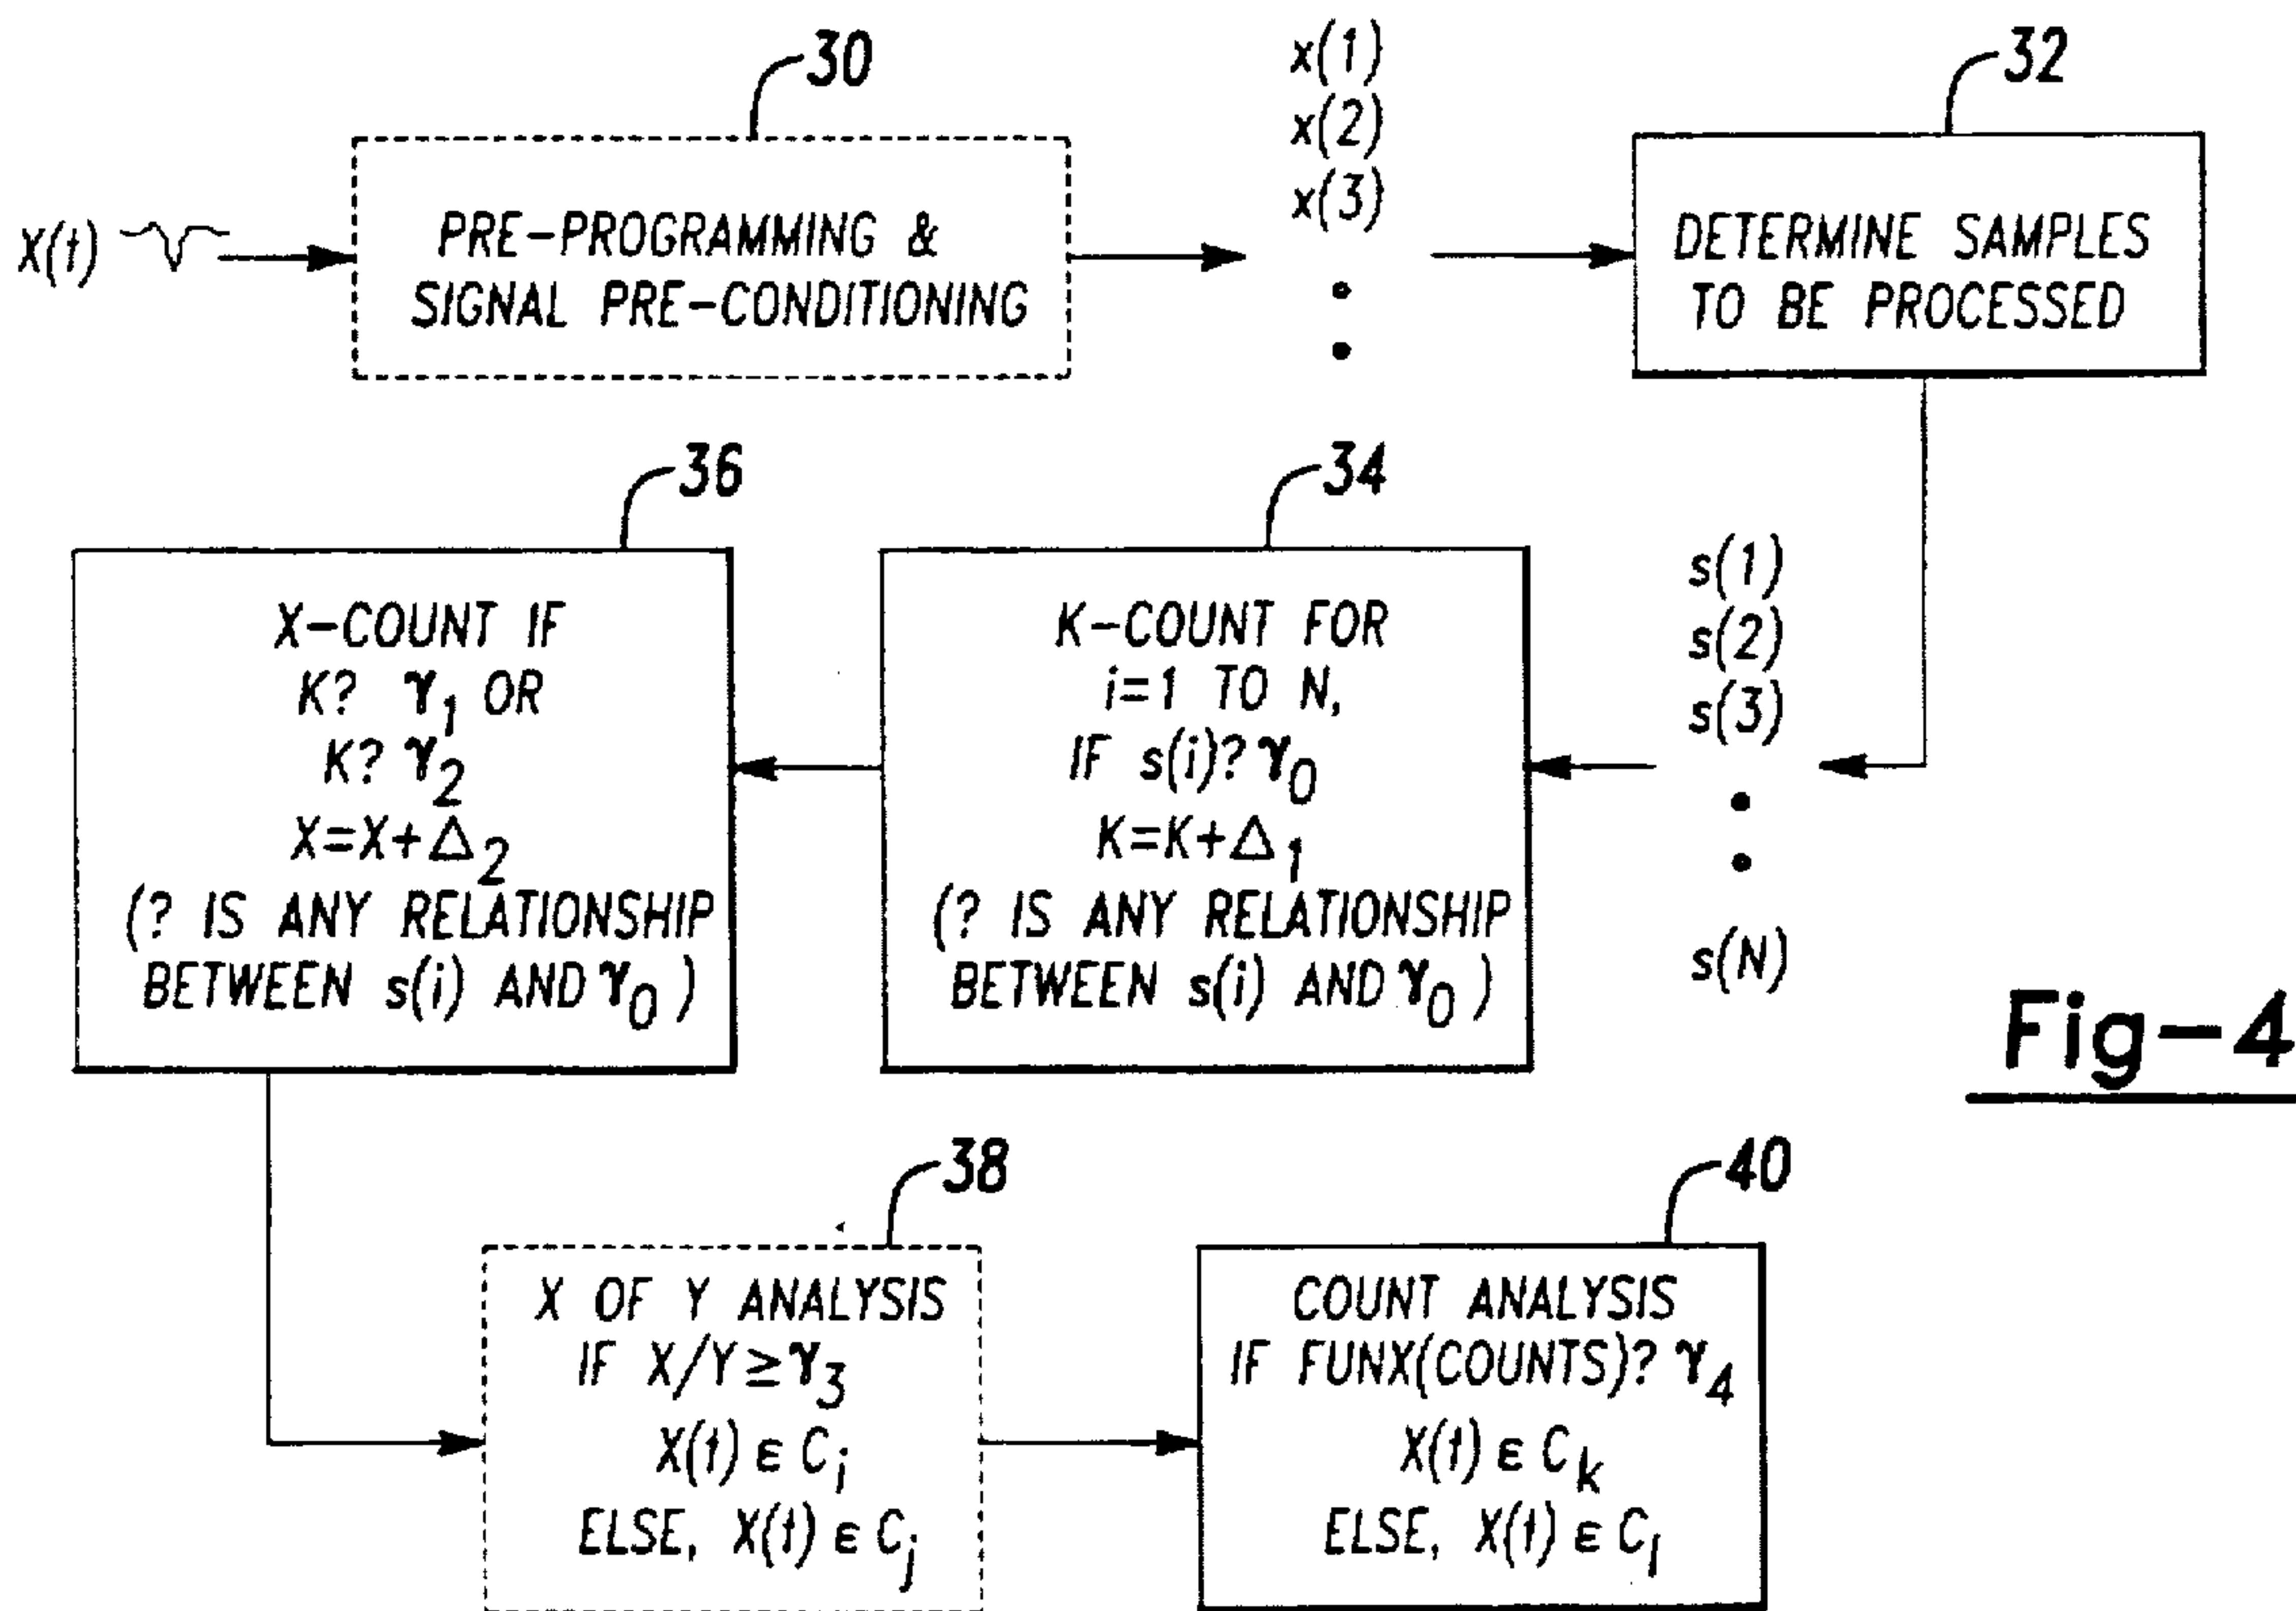 30
x(1)
x(2)
x(3)
32
X(t)
PRE-PROGRAMMING &
SIGNAL PRE-CONDITIONING
DETERMINE SAMPLES
TO BE PROCESSED
36
X-COUNT IF
K? γ1 OR
K? γ2
X=X+Δ2
(? IS ANY RELATIONSHIP
BETWEEN s(i) AND γ0 )
34
K-COUNT FOR
i=1 TO N,
IF s(i)? γ0
K=K+Δ1
(? IS ANY RELATIONSHIP
BETWEEN s(i) AND γ0 )
s(1)
s(2)
s(3)
s(N)
Fig-4
38
X OF Y ANALYSIS
IF X/Y≥γ3
X(t) ε Ci
ELSE, X(t) ε Cj
40
COUNT ANALYSIS
IF FUNX(COUNTS)? γ4
X(t) ε Ck
ELSE, X(t) ε Cl